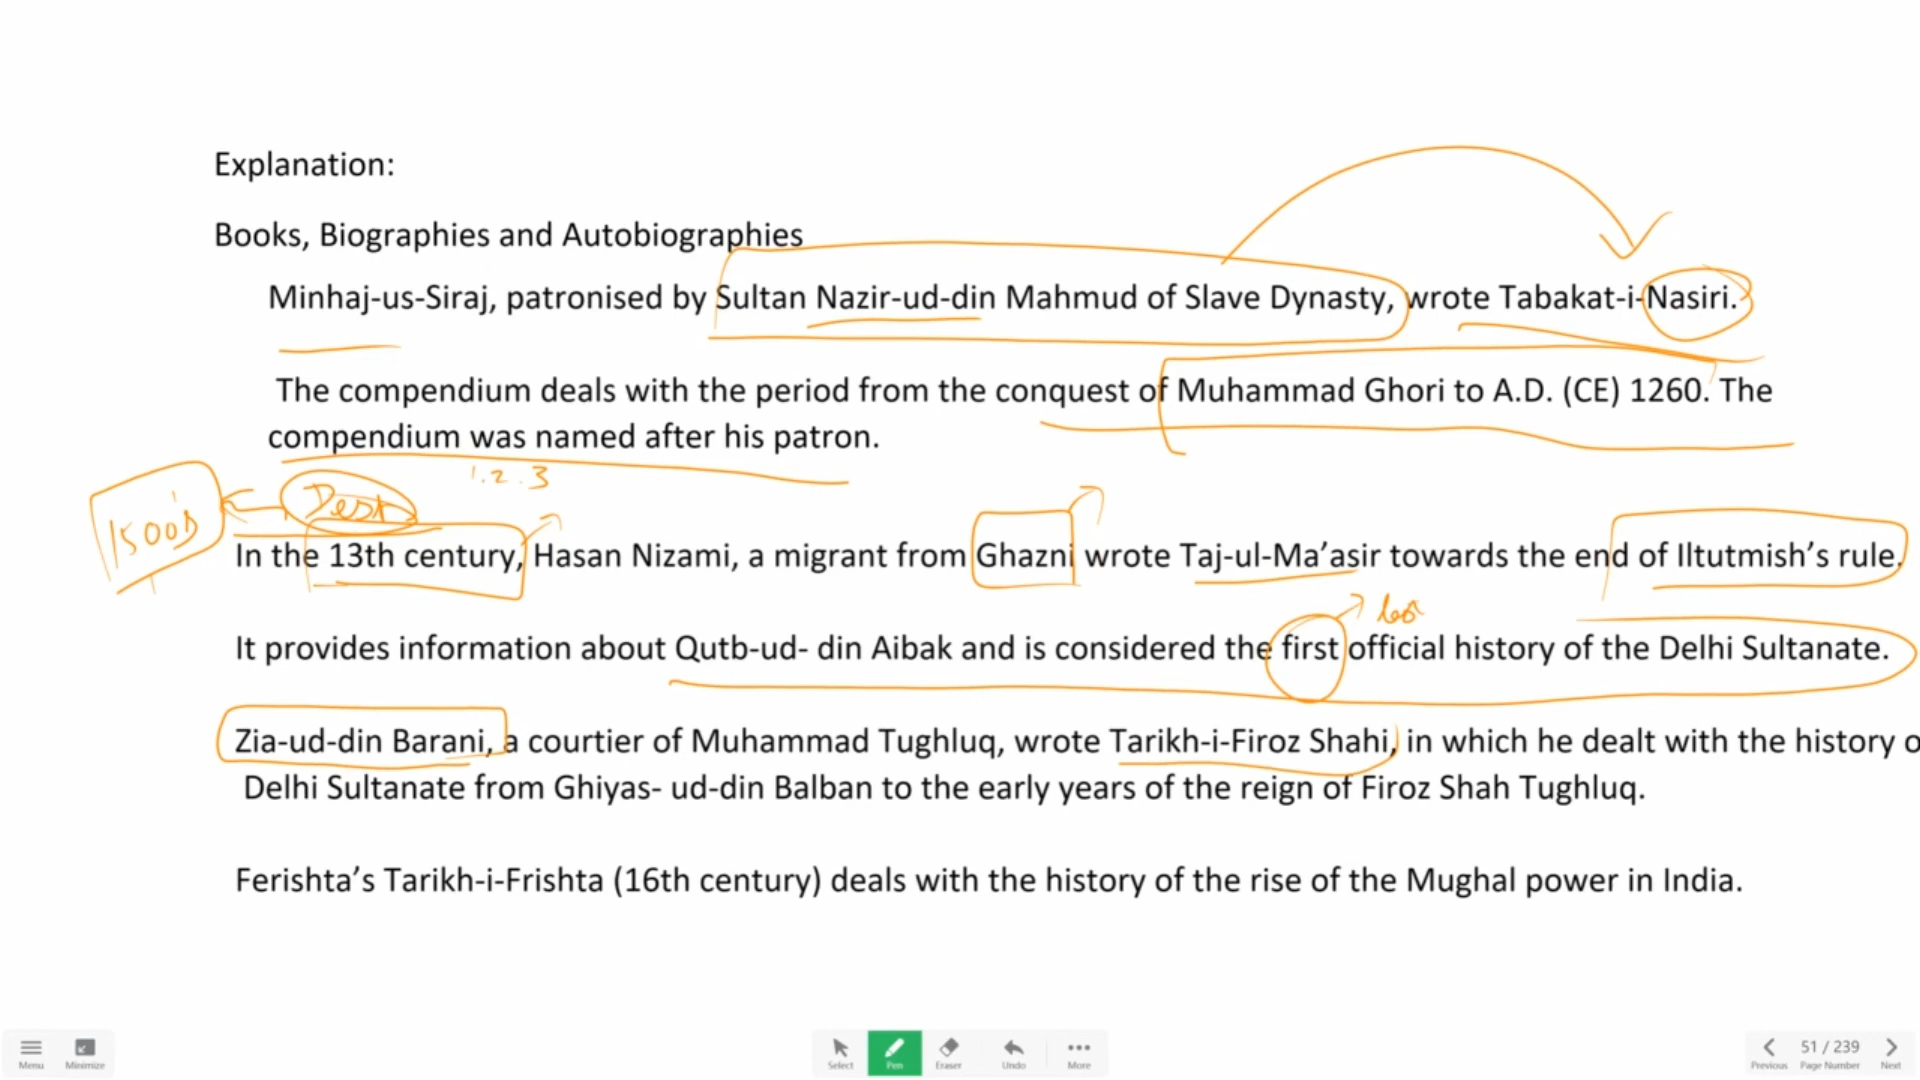 Explanation:
Books, Biographies and Autobiographies
Minhaj-us-Siraj, patronised by Sultan Nazir-ud-din Mahmud of Slave Dynasty, wrote Tabakat-i-Nasiri.
The compendium deals with the period from the conquest of Muhammad Ghori to A.D. (CE) 1260. The
compendium was named after his patron.
1.2.3
In the 13th century, Hasan Nizami, a migrant from Ghazni wrote Taj-ul-Ma’asir towards the end of Iltutmish’s rule.
It provides information about Qutb-ud- din Aibak and is considered the first official history of the Delhi Sultanate.
Zia-ud-din Barani, a courtier of Muhammad Tughluq, wrote Tarikh-i-Firoz Shahi, in which he dealt with the history o
Delhi Sultanate from Ghiyas- ud-din Balban to the early years of the reign of Firoz Shah Tughluq.
Ferishta’s Tarikh-i-Frishta (16th century) deals with the history of the rise of the Mughal power in India.
Menu Minimize Select Pen Eraser Undo More Previous 51 / 239 Page Number Next